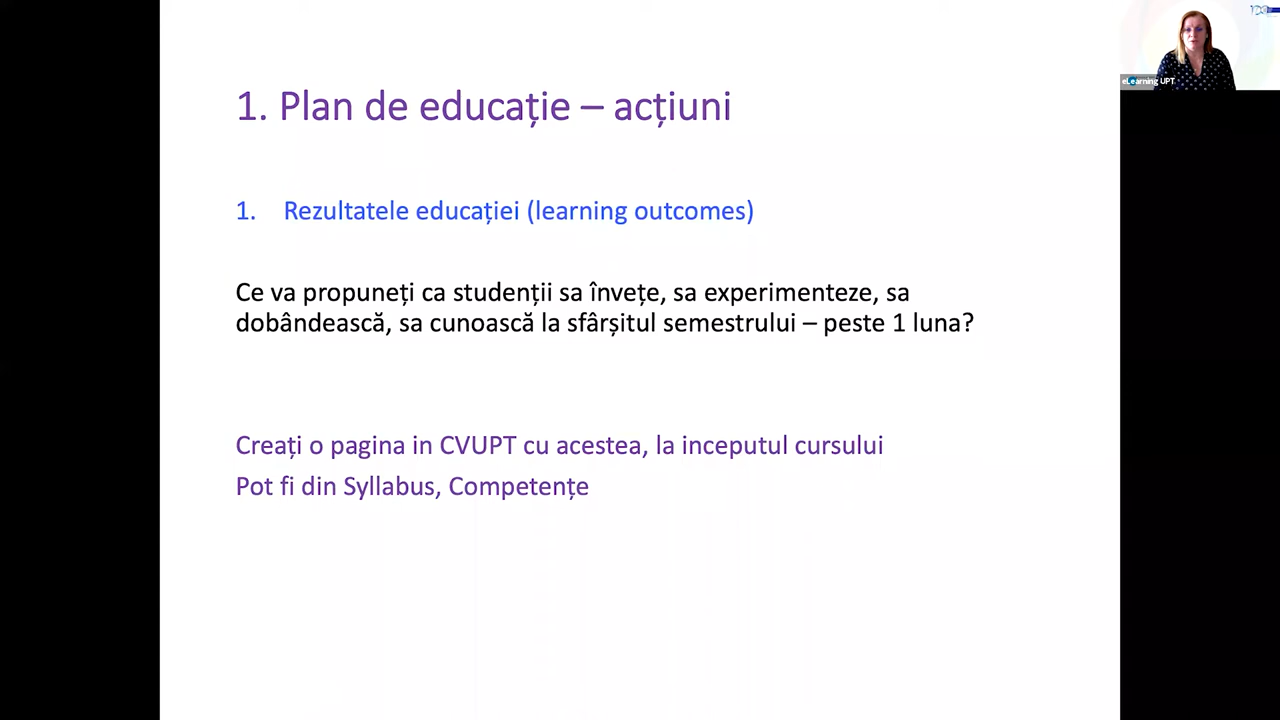 1. Plan de educație – acțiuni
1. Rezultatele educației (learning outcomes)
Ce va propuneți ca studenții sa învețe, sa experimenteze, sa
dobândească, sa cunoască la sfârșitul semestrului – peste 1 luna?
Creați o pagina in CVUPT cu acestea, la inceputul cursului
Pot fi din Syllabus, Competențe
eLearning UPT